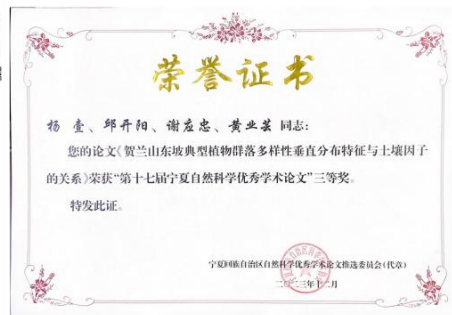 荣誉证书
杨 壹、邱开阳、谢应忠、黄业芸 同志:
您的论文《贺兰山东坡典型植物群落多样性垂直分布特征与土壤因子
的关系》荣获“第十七届宁夏自然科学优秀学术论文”三等奖。
特发此证。
宁夏回族自治区自然科学优秀学术论文推选委员会(代章)
二〇二三年十二月